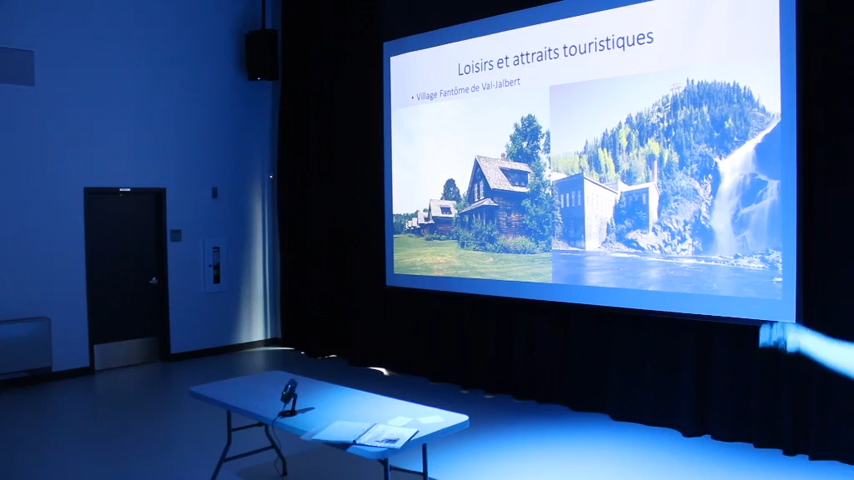 Loisirs et attraits touristiques
• Village Fantôme de Val-Jalbert